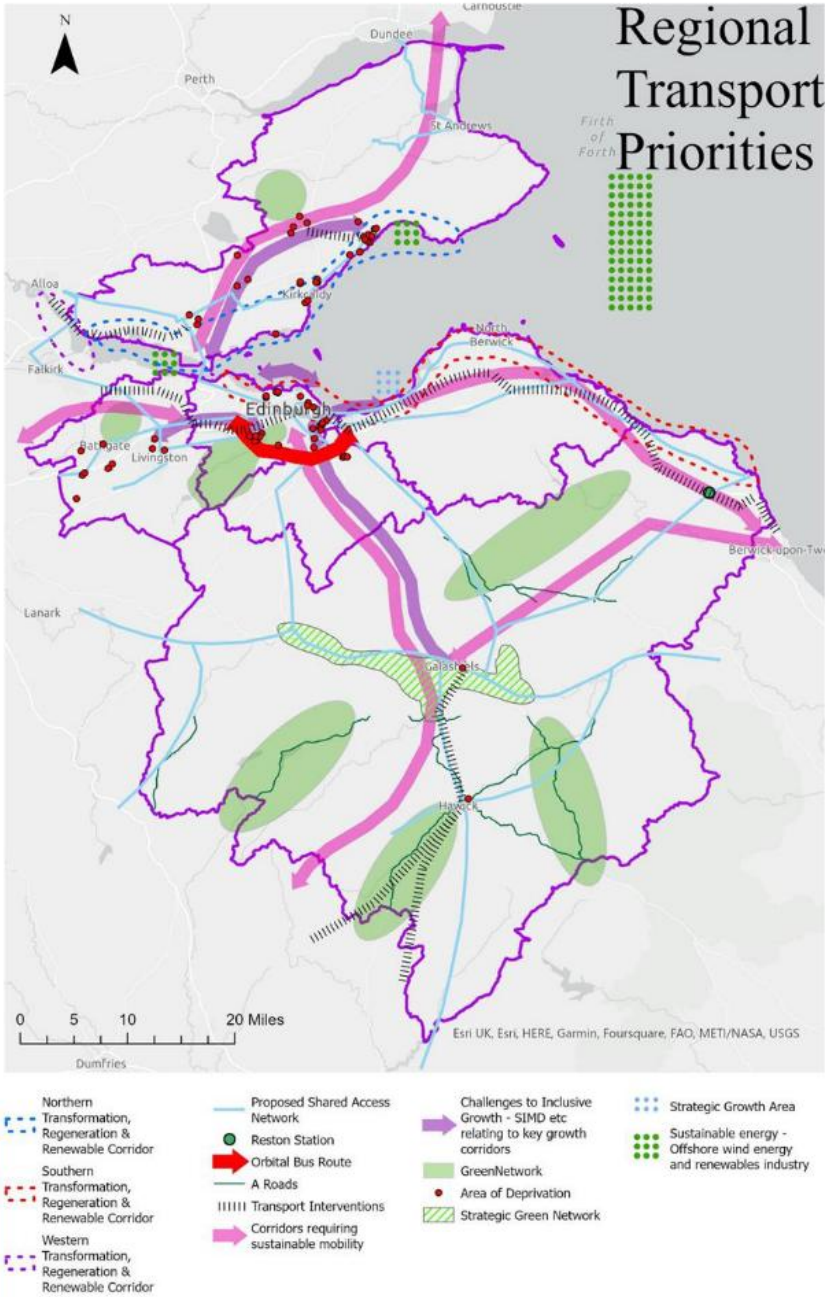 Regional
Transport
Priorities
N
Carnoustie
Dundee
Perth
St Andrews
Firth
of
Forth
Alloa
Kirkcaldy
Falkirk
North
Berwick
Edinburgh
Bathgate
Livingston
Berwick-upon-Twe
Lanark
Galashiels
Hawick
0 5 10 20 Miles
Esri UK, Esri, HERE, Garmin, Foursquare, FAO, METI/NASA, USGS
Dumfries
Northern
Transformation,
Regeneration &
Renewable Corridor
Southern
Transformation,
Regeneration &
Renewable Corridor
Western
Transformation,
Regeneration &
Renewable Corridor
Proposed Shared Access
Network
Reston Station
Orbital Bus Route
A Roads
Transport Interventions
Corridors requiring
sustainable mobility
Challenges to Inclusive
Growth - SIMD etc
relating to key growth
corridors
GreenNetwork
Area of Deprivation
Strategic Green Network
Strategic Growth Area
Sustainable energy -
Offshore wind energy
and renewables industry